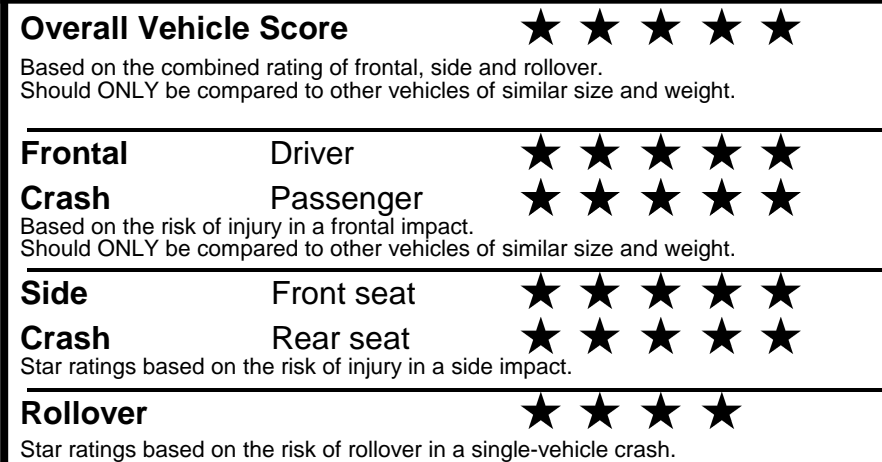 Overall Vehicle Score ★ ★ ★ ★ ★
Based on the combined rating of frontal, side and rollover.
Should ONLY be compared to other vehicles of similar size and weight.
Frontal Driver ★ ★ ★ ★ ★
Crash Passenger ★ ★ ★ ★ ★
Based on the risk of injury in a frontal impact.
Should ONLY be compared to other vehicles of similar size and weight.
Side Front seat ★ ★ ★ ★ ★
Crash Rear seat ★ ★ ★ ★ ★
Star ratings based on the risk of injury in a side impact.
Rollover ★ ★ ★ ★
Star ratings based on the risk of rollover in a single-vehicle crash.